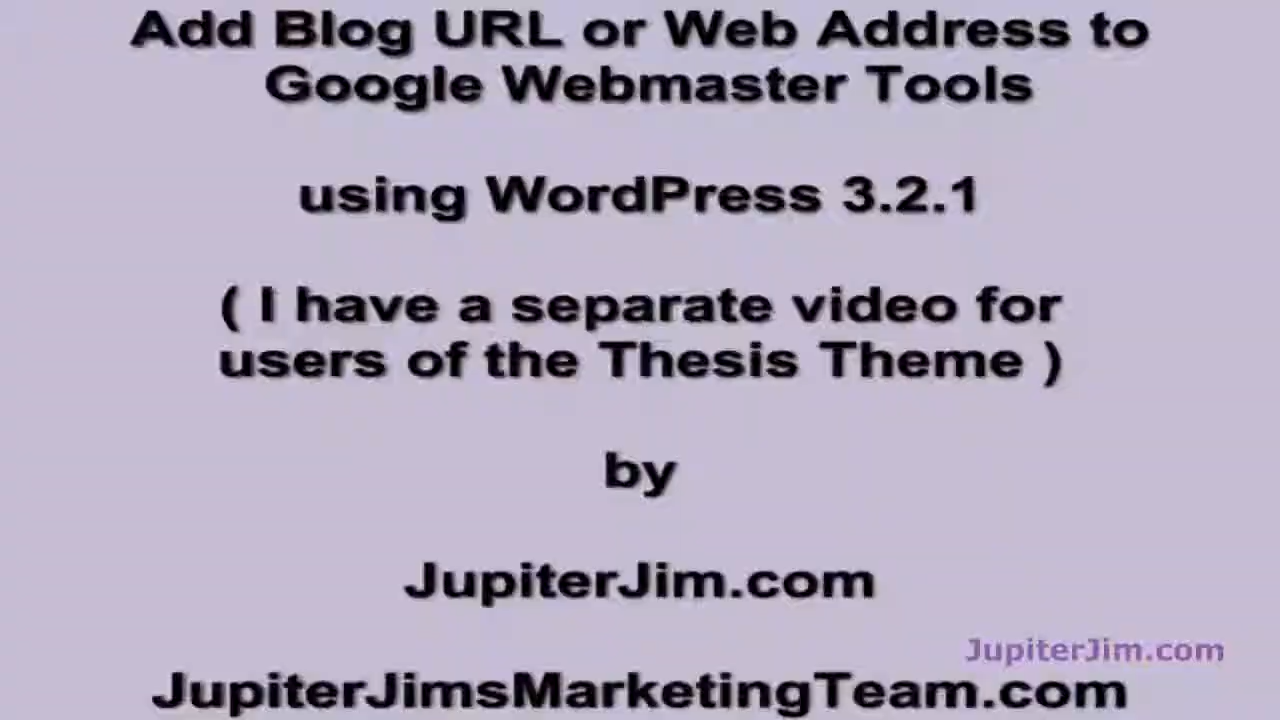 Add Blog URL or Web Address to
Google Webmaster Tools
using WordPress 3.2.1
( I have a separate video for
users of the Thesis Theme )
by
JupiterJim.com
JupiterJim.com
JupiterJimsMarketingTeam.com